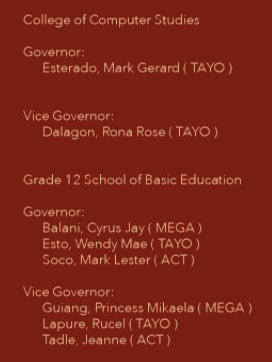 College of Computer Studies
Governor:
Esterado, Mark Gerard ( TAYO )
Vice Governor:
Dalagon, Rona Rose ( TAYO )
Grade 12 School of Basic Education
Governor:
Balani, Cyrus Jay ( MEGA )
Esto, Wendy Mae ( TAYO )
Soco, Mark Lester ( ACT )
Vice Governor:
Guiang, Princess Mikaela ( MEGA )
Lapure, Rucel ( TAYO )
Tadle, Jeanne ( ACT )